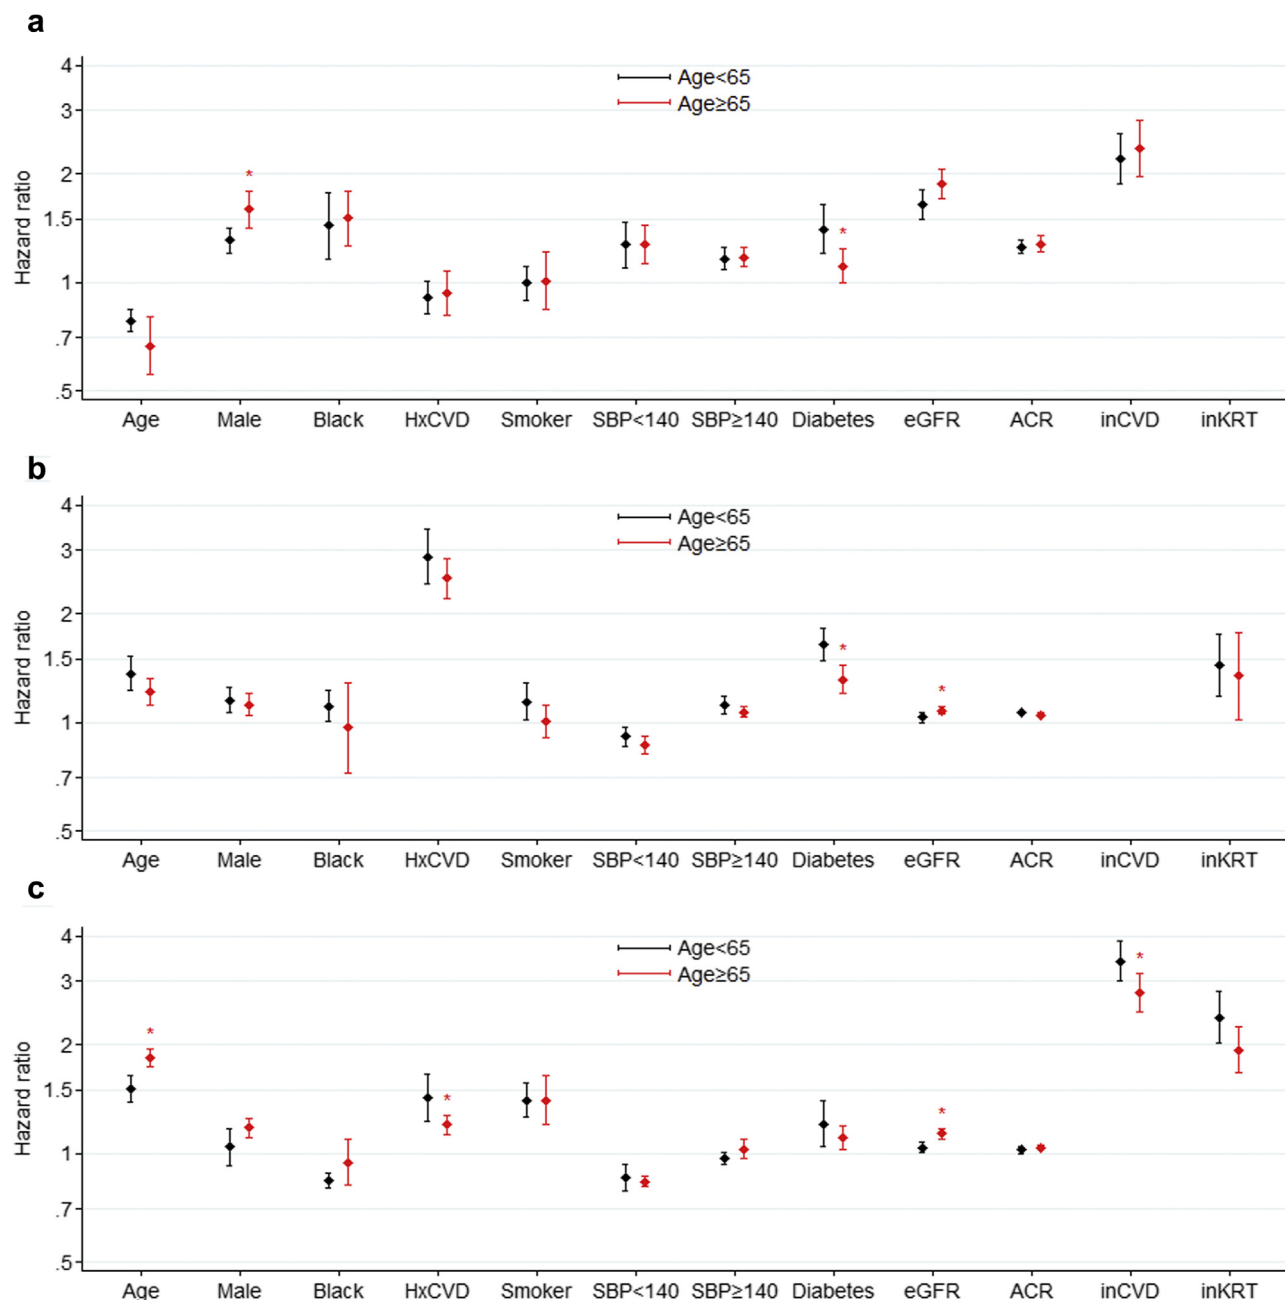 a
4
Age<65
Age≥65
3
2
*
1.5
*
1
.7
.5
Hazard ratio
Age Male Black HxCVD Smoker SBP<140 SBP≥140 Diabetes eGFR ACR inCVD inKRT
b
4
Age<65
Age≥65
3
2
1.5
*
*
1
.7
.5
Hazard ratio
Age Male Black HxCVD Smoker SBP<140 SBP≥140 Diabetes eGFR ACR inCVD inKRT
c
4
Age<65
Age≥65
*
3
2
*
1.5
*
*
1
.7
.5
Hazard ratio
Age Male Black HxCVD Smoker SBP<140 SBP≥140 Diabetes eGFR ACR inCVD inKRT